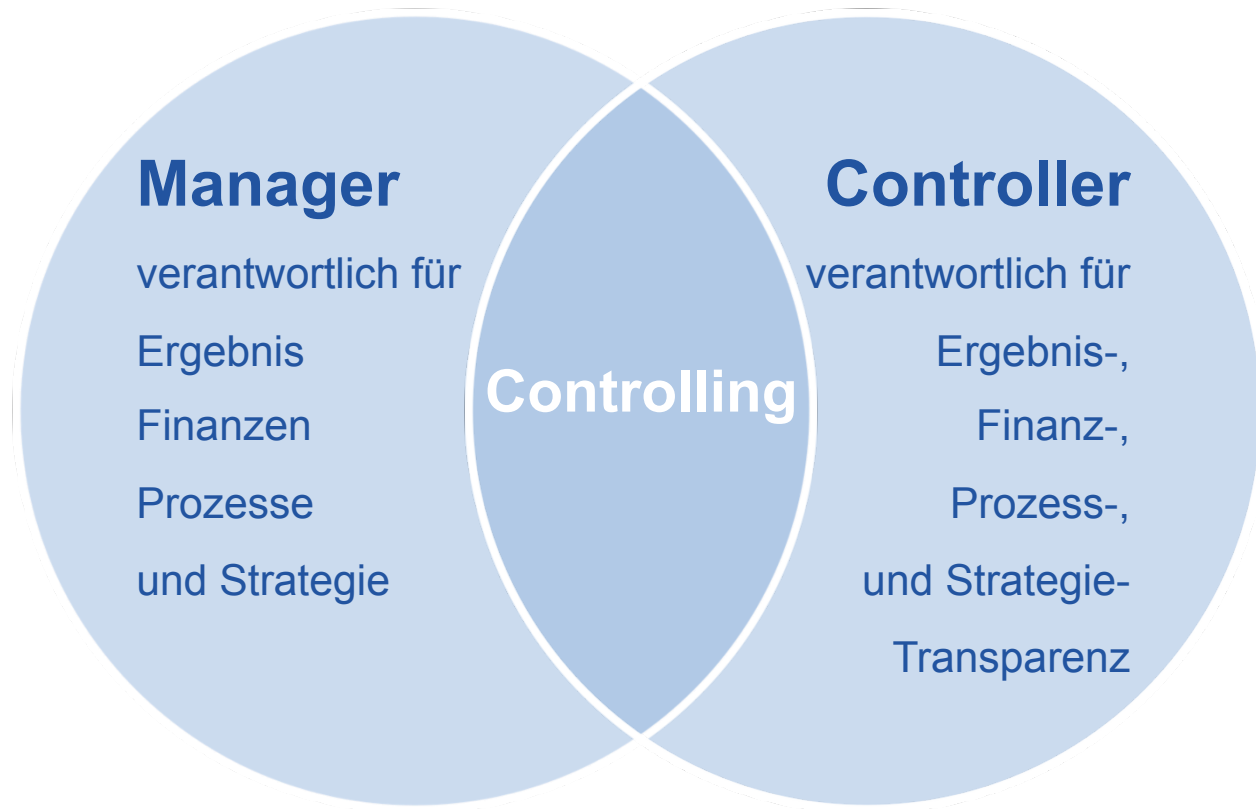 Manager
verantwortlich für
Ergebnis
Finanzen
Prozesse
und Strategie
Controlling
Controller
verantwortlich für
Ergebnis-,
Finanz-,
Prozess-,
und Strategie-
Transparenz